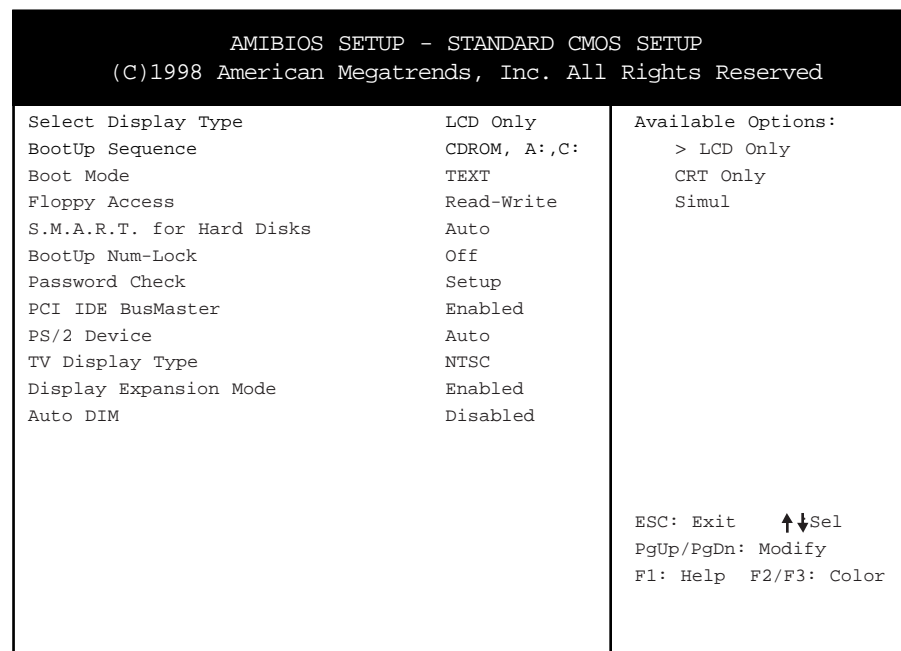 AMIBIOS SETUP - STANDARD CMOS SETUP
(C)1998 American Megatrends, Inc. All Rights Reserved
Select Display Type LCD Only
BootUp Sequence CDROM, A:,C:
Boot Mode TEXT
Floppy Access Read-Write
S.M.A.R.T. for Hard Disks Auto
BootUp Num-Lock Off
Password Check Setup
PCI IDE BusMaster Enabled
PS/2 Device Auto
TV Display Type NTSC
Display Expansion Mode Enabled
Auto DIM Disabled
Available Options:
> LCD Only
CRT Only
Simul
ESC: Exit ↑↓Sel
PgUp/PgDn: Modify
F1: Help F2/F3: Color